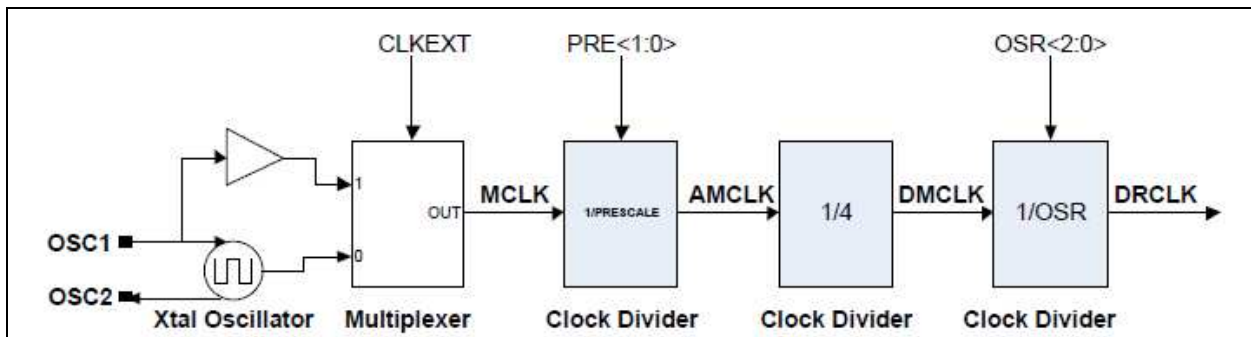 CLKEXT PRE<1:0> OSR<2:0>
1 MCLK AMCLK DMCLK DRCLK
OUT 1/PRESCALE 1/4 1/OSR
OSC1
0
OSC2
Xtal Oscillator Multiplexer Clock Divider Clock Divider Clock Divider